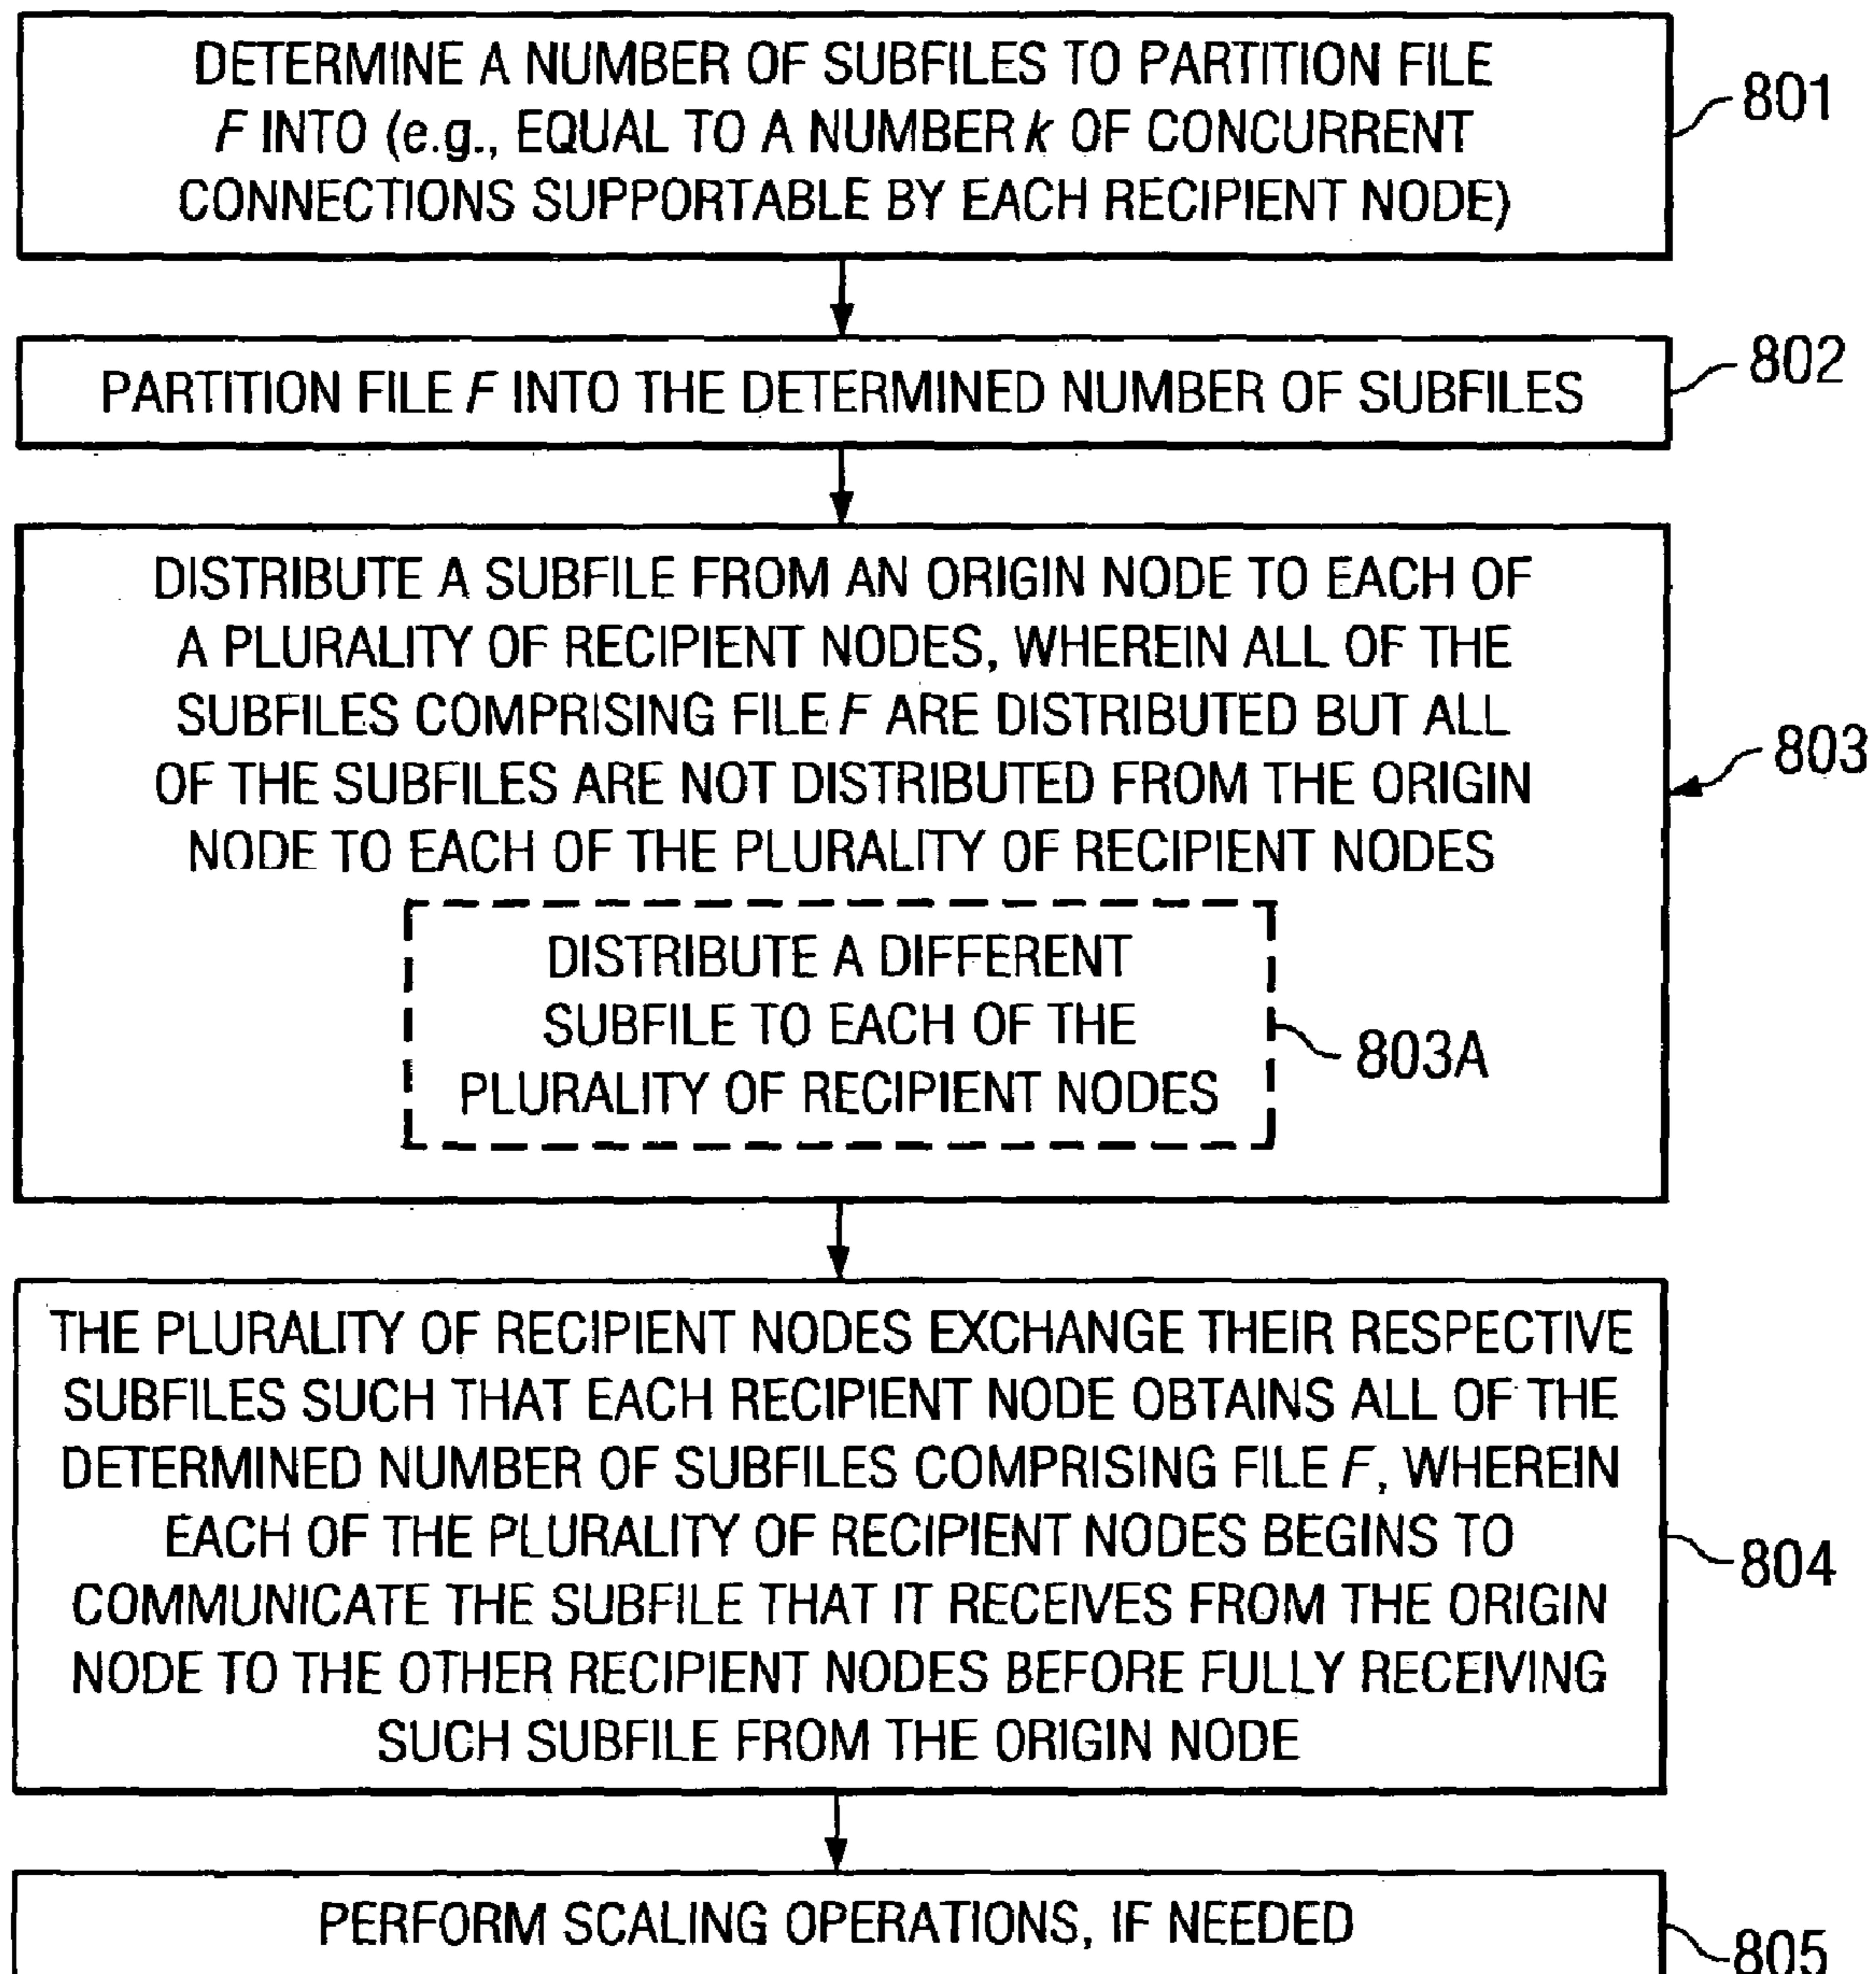 DETERMINE A NUMBER OF SUBFILES TO PARTITION FILE
F INTO (e.g., EQUAL TO A NUMBER k OF CONCURRENT
CONNECTIONS SUPPORTABLE BY EACH RECIPIENT NODE)
801
PARTITION FILE F INTO THE DETERMINED NUMBER OF SUBFILES
802
DISTRIBUTE A SUBFILE FROM AN ORIGIN NODE TO EACH OF
A PLURALITY OF RECIPIENT NODES, WHEREIN ALL OF THE
SUBFILES COMPRISING FILE F ARE DISTRIBUTED BUT ALL
OF THE SUBFILES ARE NOT DISTRIBUTED FROM THE ORIGIN
NODE TO EACH OF THE PLURALITY OF RECIPIENT NODES
803
DISTRIBUTE A DIFFERENT
SUBFILE TO EACH OF THE
PLURALITY OF RECIPIENT NODES
803A
THE PLURALITY OF RECIPIENT NODES EXCHANGE THEIR RESPECTIVE
SUBFILES SUCH THAT EACH RECIPIENT NODE OBTAINS ALL OF THE
DETERMINED NUMBER OF SUBFILES COMPRISING FILE F, WHEREIN
EACH OF THE PLURALITY OF RECIPIENT NODES BEGINS TO
COMMUNICATE THE SUBFILE THAT IT RECEIVES FROM THE ORIGIN
NODE TO THE OTHER RECIPIENT NODES BEFORE FULLY RECEIVING
SUCH SUBFILE FROM THE ORIGIN NODE
804
PERFORM SCALING OPERATIONS, IF NEEDED
805